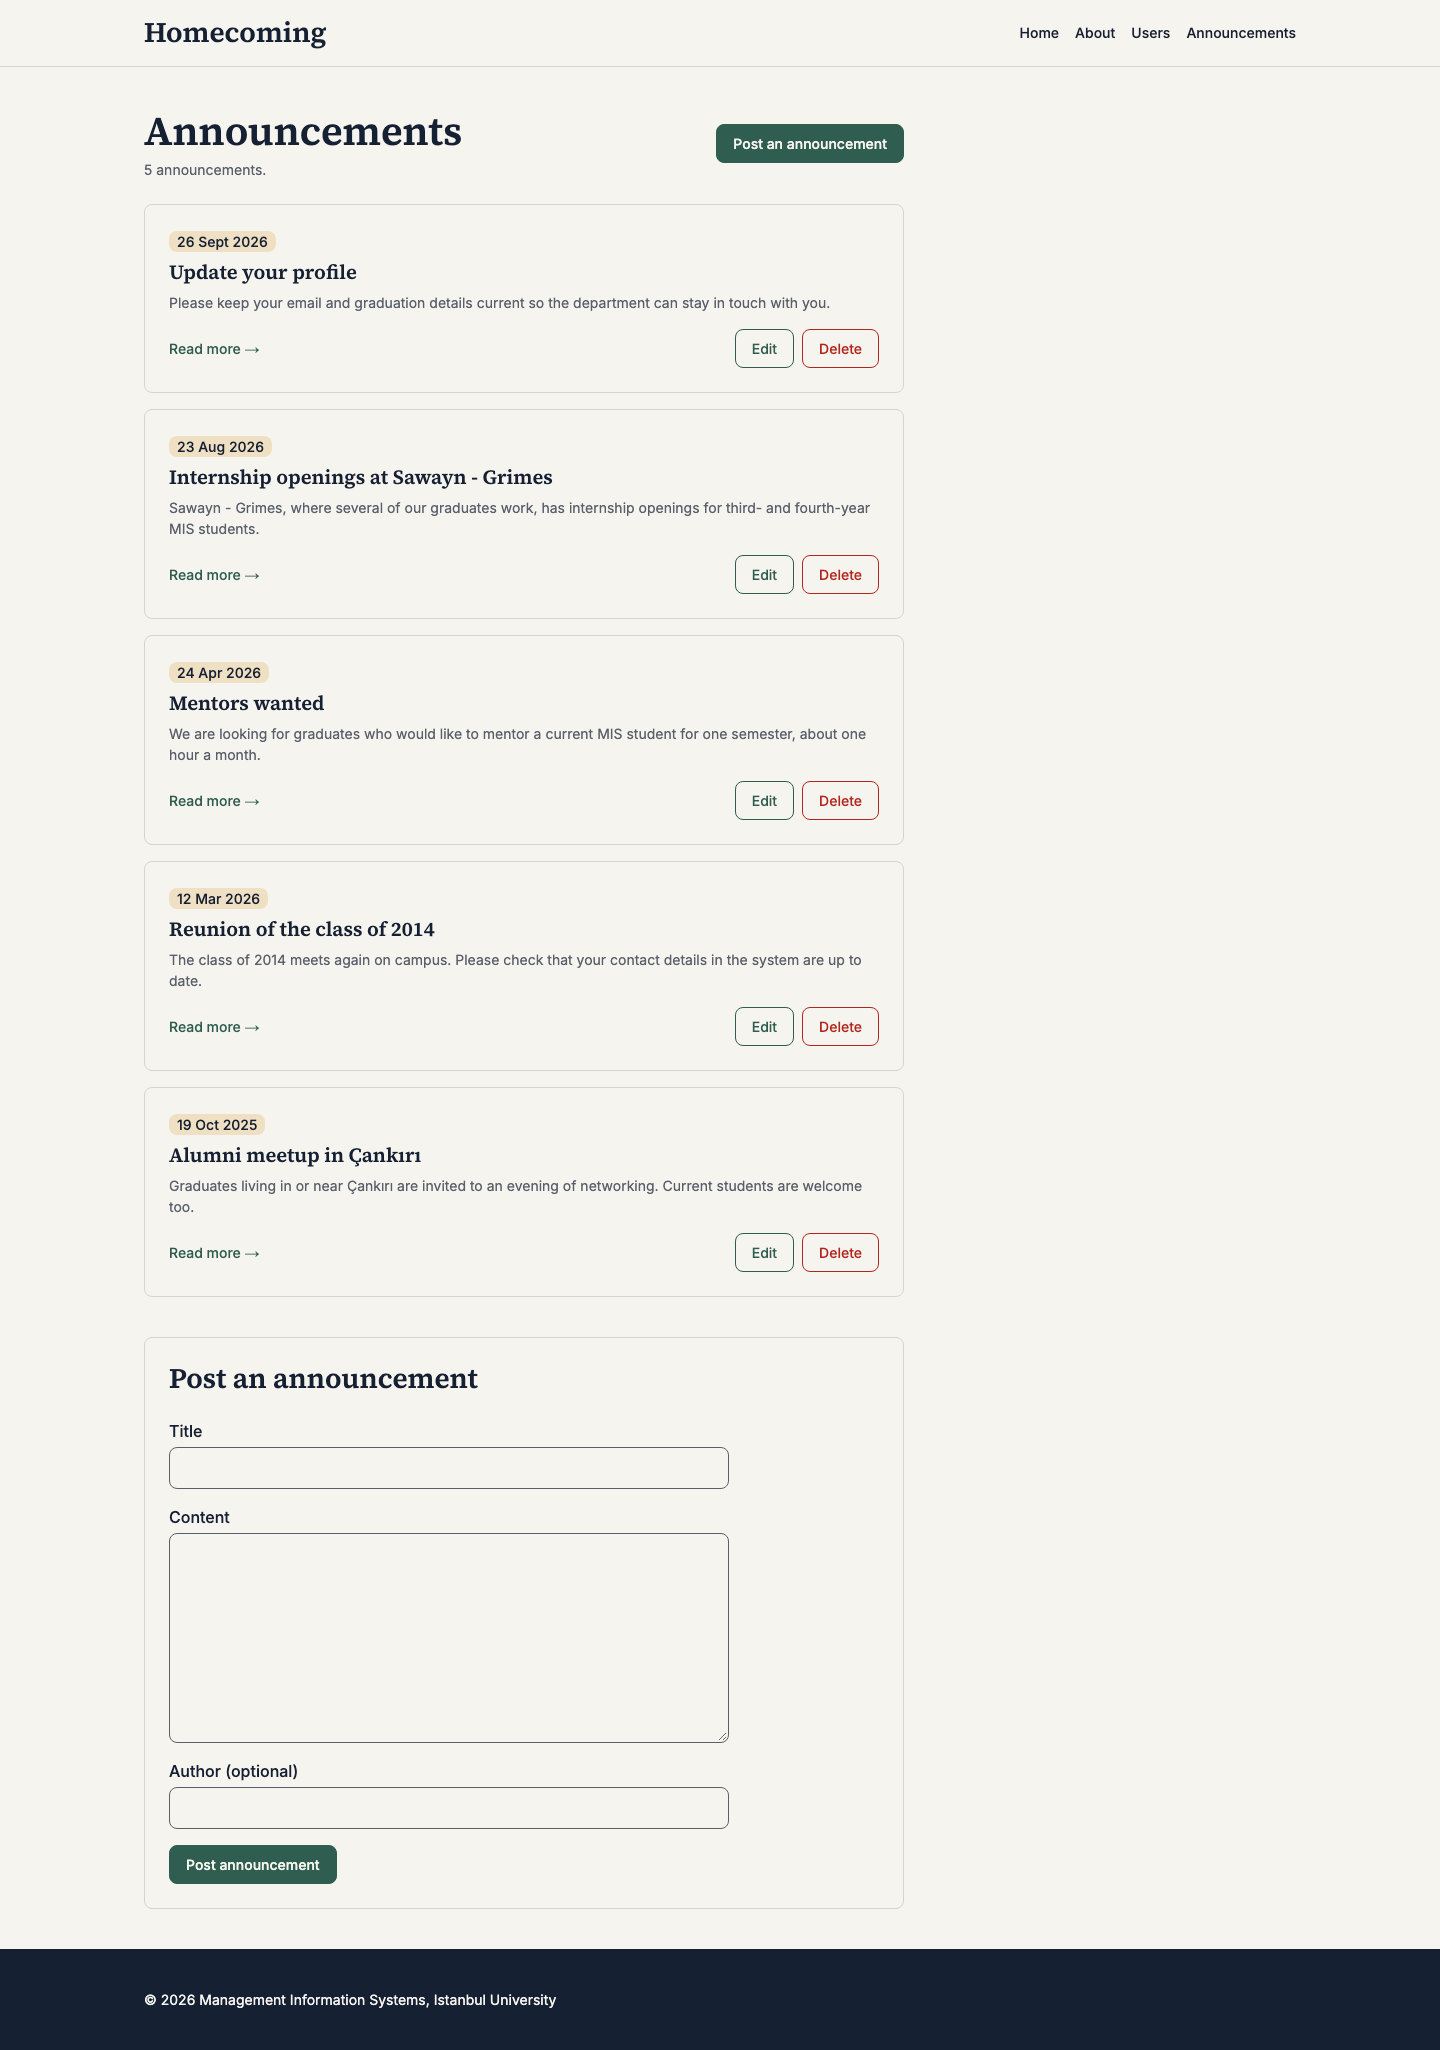 Homecoming
Home About Users Announcements
Announcements
Post an announcement
5 announcements.
26 Sept 2026
Update your profile
Please keep your email and graduation details current so the department can stay in touch with you.
Read more →
Edit Delete
23 Aug 2026
Internship openings at Sawayn - Grimes
Sawayn - Grimes, where several of our graduates work, has internship openings for third- and fourth-year
MIS students.
Read more →
Edit Delete
24 Apr 2026
Mentors wanted
We are looking for graduates who would like to mentor a current MIS student for one semester, about one
hour a month.
Read more →
Edit Delete
12 Mar 2026
Reunion of the class of 2014
The class of 2014 meets again on campus. Please check that your contact details in the system are up to
date.
Read more →
Edit Delete
19 Oct 2025
Alumni meetup in Çankırı
Graduates living in or near Çankırı are invited to an evening of networking. Current students are welcome
too.
Read more →
Edit Delete
Post an announcement
Title
Content
Author (optional)
Post announcement
© 2026 Management Information Systems, Istanbul University